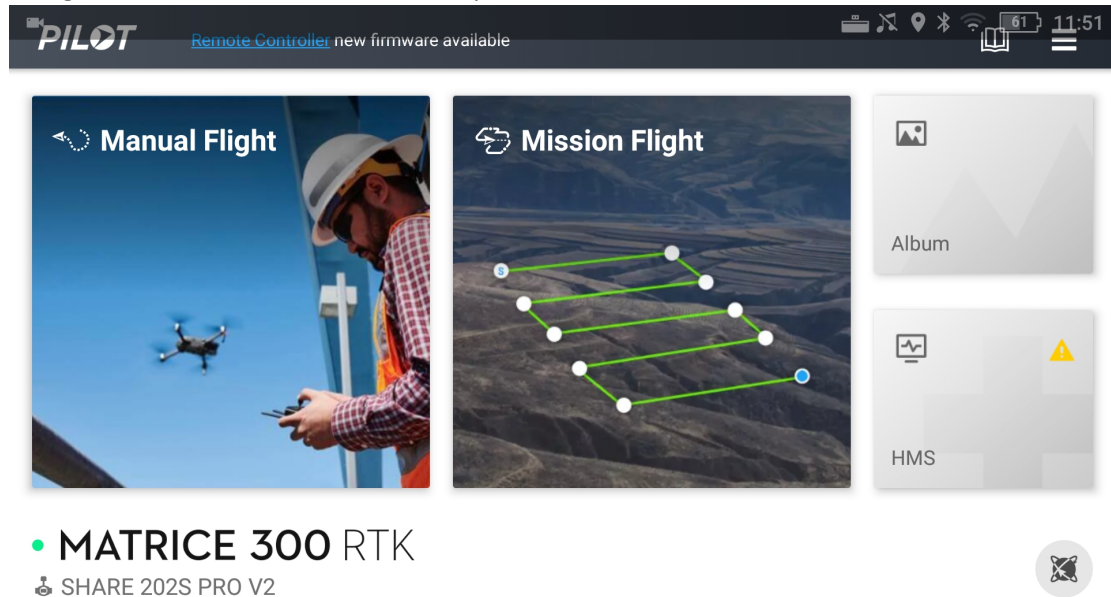 PILOT
Remote Controller new firmware available
61 11:51
Manual Flight
Mission Flight
S
Album
HMS
MATRICE 300 RTK
SHARE 202S PRO V2